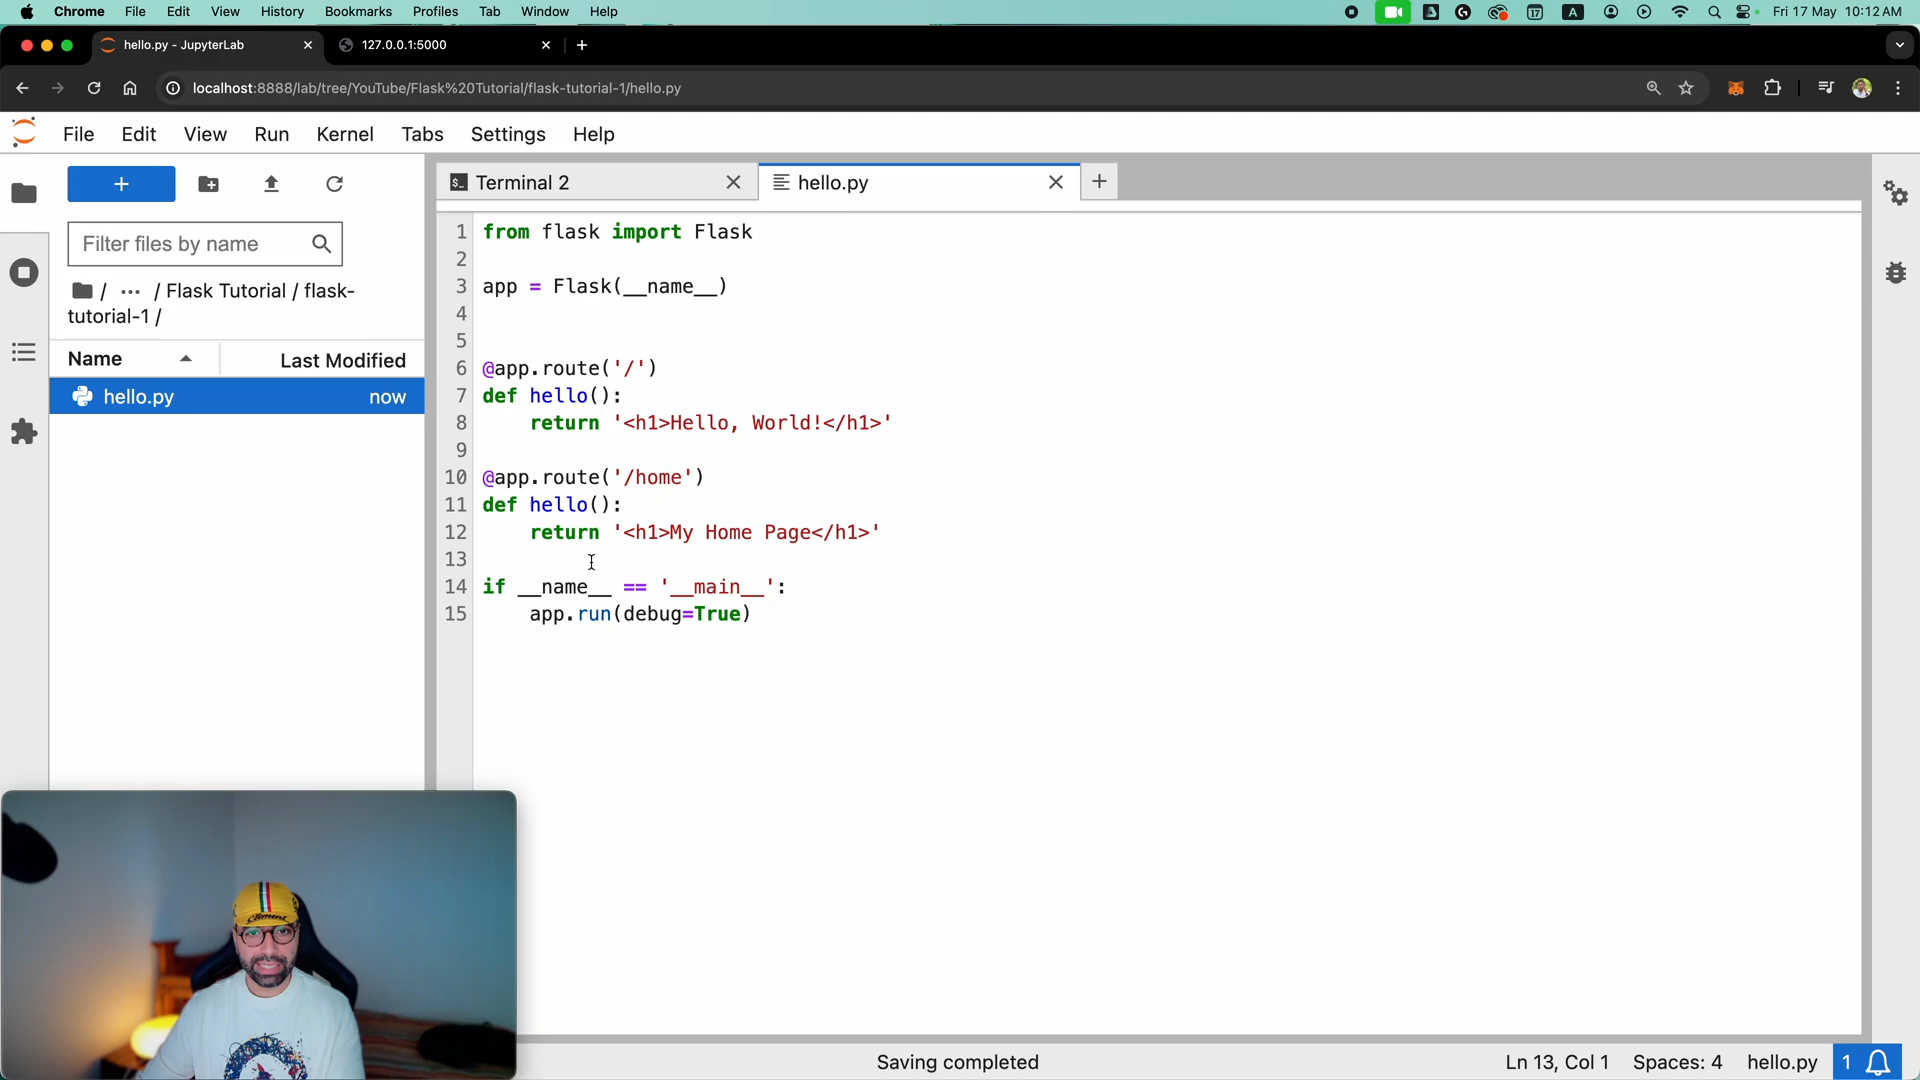 Chrome File Edit View History Bookmarks Profiles Tab Window Help
17 A Fri 17 May 10:12 AM
hello.py - JupyterLab 127.0.0.1:5000
localhost:8888/lab/tree/YouTube/Flask%20Tutorial/flask-tutorial-1/hello.py
File Edit View Run Kernel Tabs Settings Help
Terminal 2 hello.py
Filter files by name
/ ··· / Flask Tutorial / flask-
tutorial-1 /
Name Last Modified
hello.py now
1 from flask import Flask
2
3 app = Flask(__name__)
4
5
6 @app.route('/')
7 def hello():
8     return '<h1>Hello, World!</h1>'
9
10 @app.route('/home')
11 def hello():
12     return '<h1>My Home Page</h1>'
13
14 if __name__ == '__main__':
15     app.run(debug=True)
Clement
Saving completed Ln 13, Col 1 Spaces: 4 hello.py 1